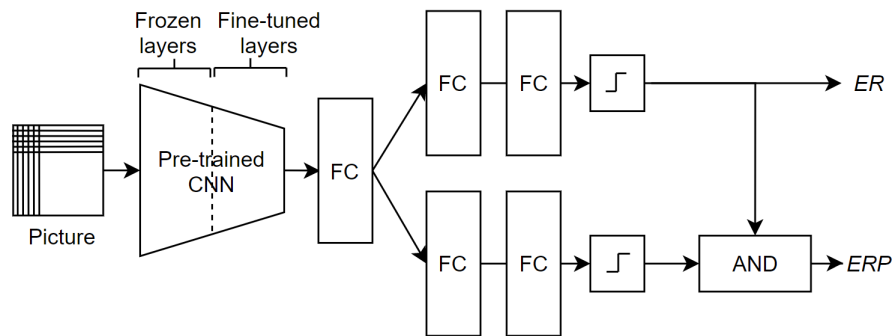 Frozen
layers
Fine-tuned
layers
Picture
Pre-trained
CNN
FC
FC
FC
ER
FC
FC
AND
ERP